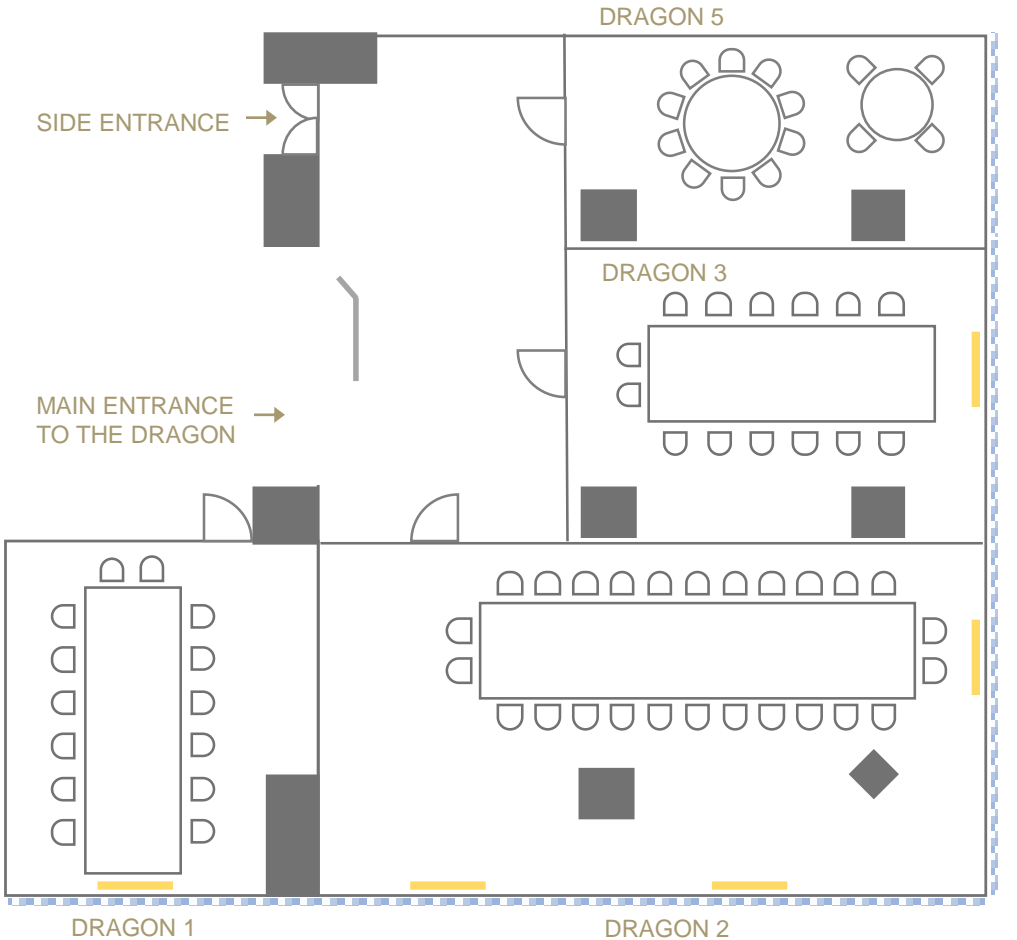 DRAGON 5
SIDE ENTRANCE
DRAGON 3
MAIN ENTRANCE
TO THE DRAGON
DRAGON 1
DRAGON 2